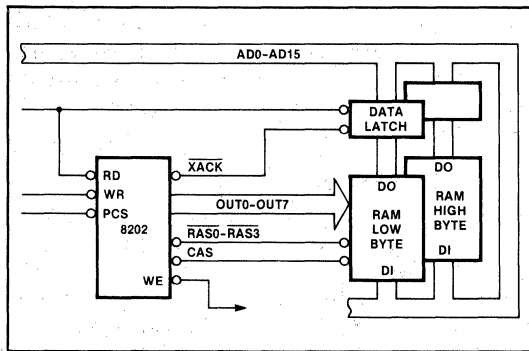 AD0-AD15
DATA
LATCH
XACK
RD
WR
PCS
8202
WE
OUT0-OUT7
RAS0-RAS3
CAS
DO
RAM
LOW
BYTE
DI
DO
RAM
HIGH
BYTE
DI